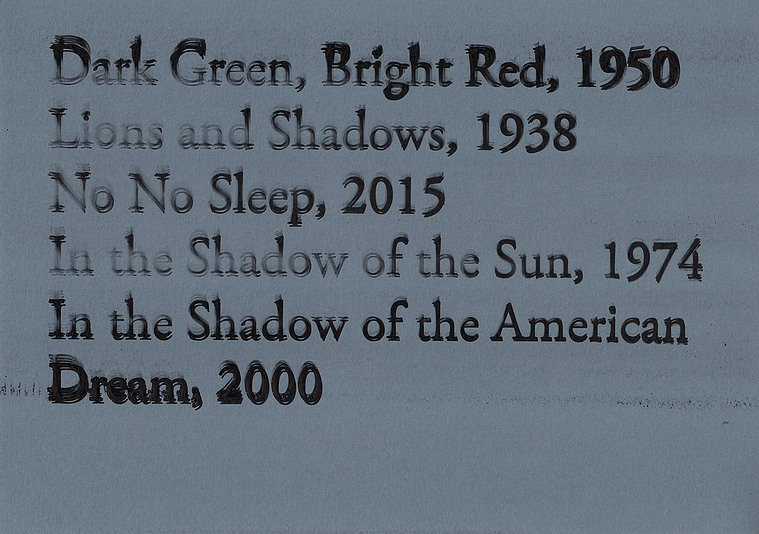 Dark Green, Bright Red, 1950
Lions and Shadows, 1938
No No Sleep, 2015
In the Shadow of the Sun, 1974
In the Shadow of the American
Dream, 2000